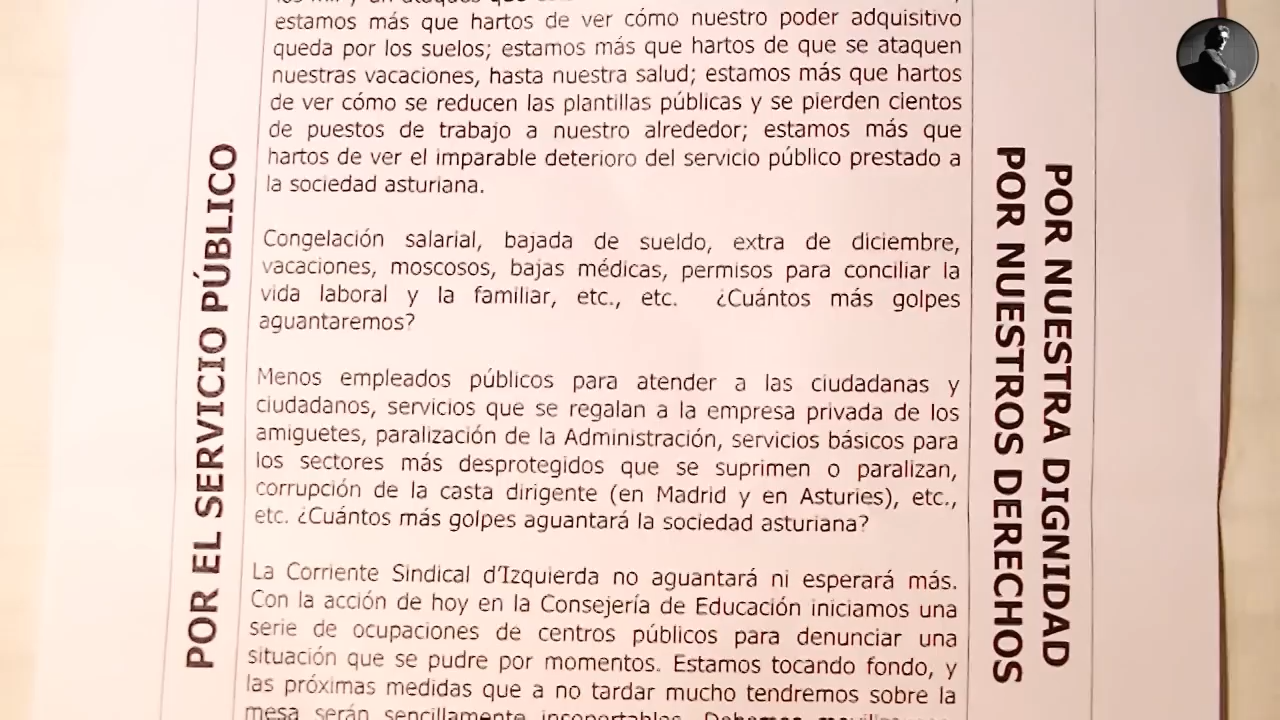 POR EL SERVICIO PÚBLICO
estamos más que hartos de ver cómo nuestro poder adquisitivo
queda por los suelos; estamos más que hartos de que se ataquen
nuestras vacaciones, hasta nuestra salud; estamos más que hartos
de ver cómo se reducen las plantillas públicas y se pierden cientos
de puestos de trabajo a nuestro alrededor; estamos más que
hartos de ver el imparable deterioro del servicio público prestado a
la sociedad asturiana.
Congelación salarial, bajada de sueldo, extra de diciembre,
vacaciones, moscosos, bajas médicas, permisos para conciliar la
vida laboral y la familiar, etc., etc. ¿Cuántos más golpes
aguantaremos?
Menos empleados públicos para atender a las ciudadanas y
ciudadanos, servicios que se regalan a la empresa privada de los
amiguetes, paralización de la Administración, servicios básicos para
los sectores más desprotegidos que se suprimen o paralizan,
corrupción de la casta dirigente (en Madrid y en Asturies), etc.,
etc. ¿Cuántos más golpes aguantará la sociedad asturiana?
La Corriente Sindical d'Izquierda no aguantará ni esperará más.
Con la acción de hoy en la Consejería de Educación iniciamos una
serie de ocupaciones de centros públicos para denunciar una
situación que se pudre por momentos. Estamos tocando fondo, y
las próximas medidas que a no tardar mucho tendremos sobre la
mesa serán sencillamente insoportables.
POR NUESTRA DIGNIDAD
POR NUESTROS DERECHOS